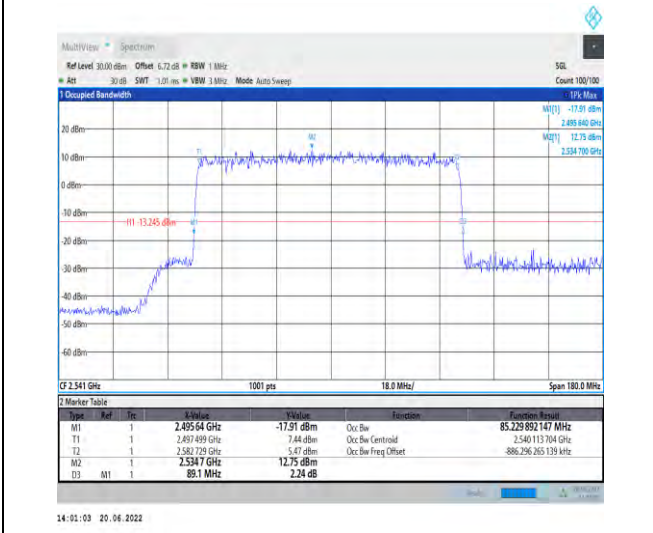 MultiView Spectrum
Ref Level 30.00 dBm Offset 6.72 dB RBW 1 MHz SGL
Att 30 dB SWT 1.01 ms VBW 3 MHz Mode Auto Sweep Count 100/100
1 Occupied Bandwidth 1Pk Max
M1[1] -17.91 dBm
2.495 640 GHz
M2[1] 12.75 dBm
2.534 700 GHz
20 dBm
M2
T1
10 dBm
0 dBm
-10 dBm
H1 -13.245 dBm M1 D3
-20 dBm
-30 dBm
-40 dBm
-50 dBm
-60 dBm
CF 2.541 GHz 1001 pts 18.0 MHz/ Span 180.0 MHz
2 Marker Table
Type Ref Trc X-Value Y-Value Function Function Result
M1 1 2.49564 GHz -17.91 dBm Occ Bw 85.229 892 147 MHz
T1 1 2.497 499 GHz 7.44 dBm Occ Bw Centroid 2.540 113 704 GHz
T2 1 2.582 729 GHz 5.47 dBm Occ Bw Freq Offset -886.296 265 139 kHz
M2 1 2.5347 GHz 12.75 dBm
D3 M1 1 89.1 MHz 2.24 dB
14:01:03 20.06.2022